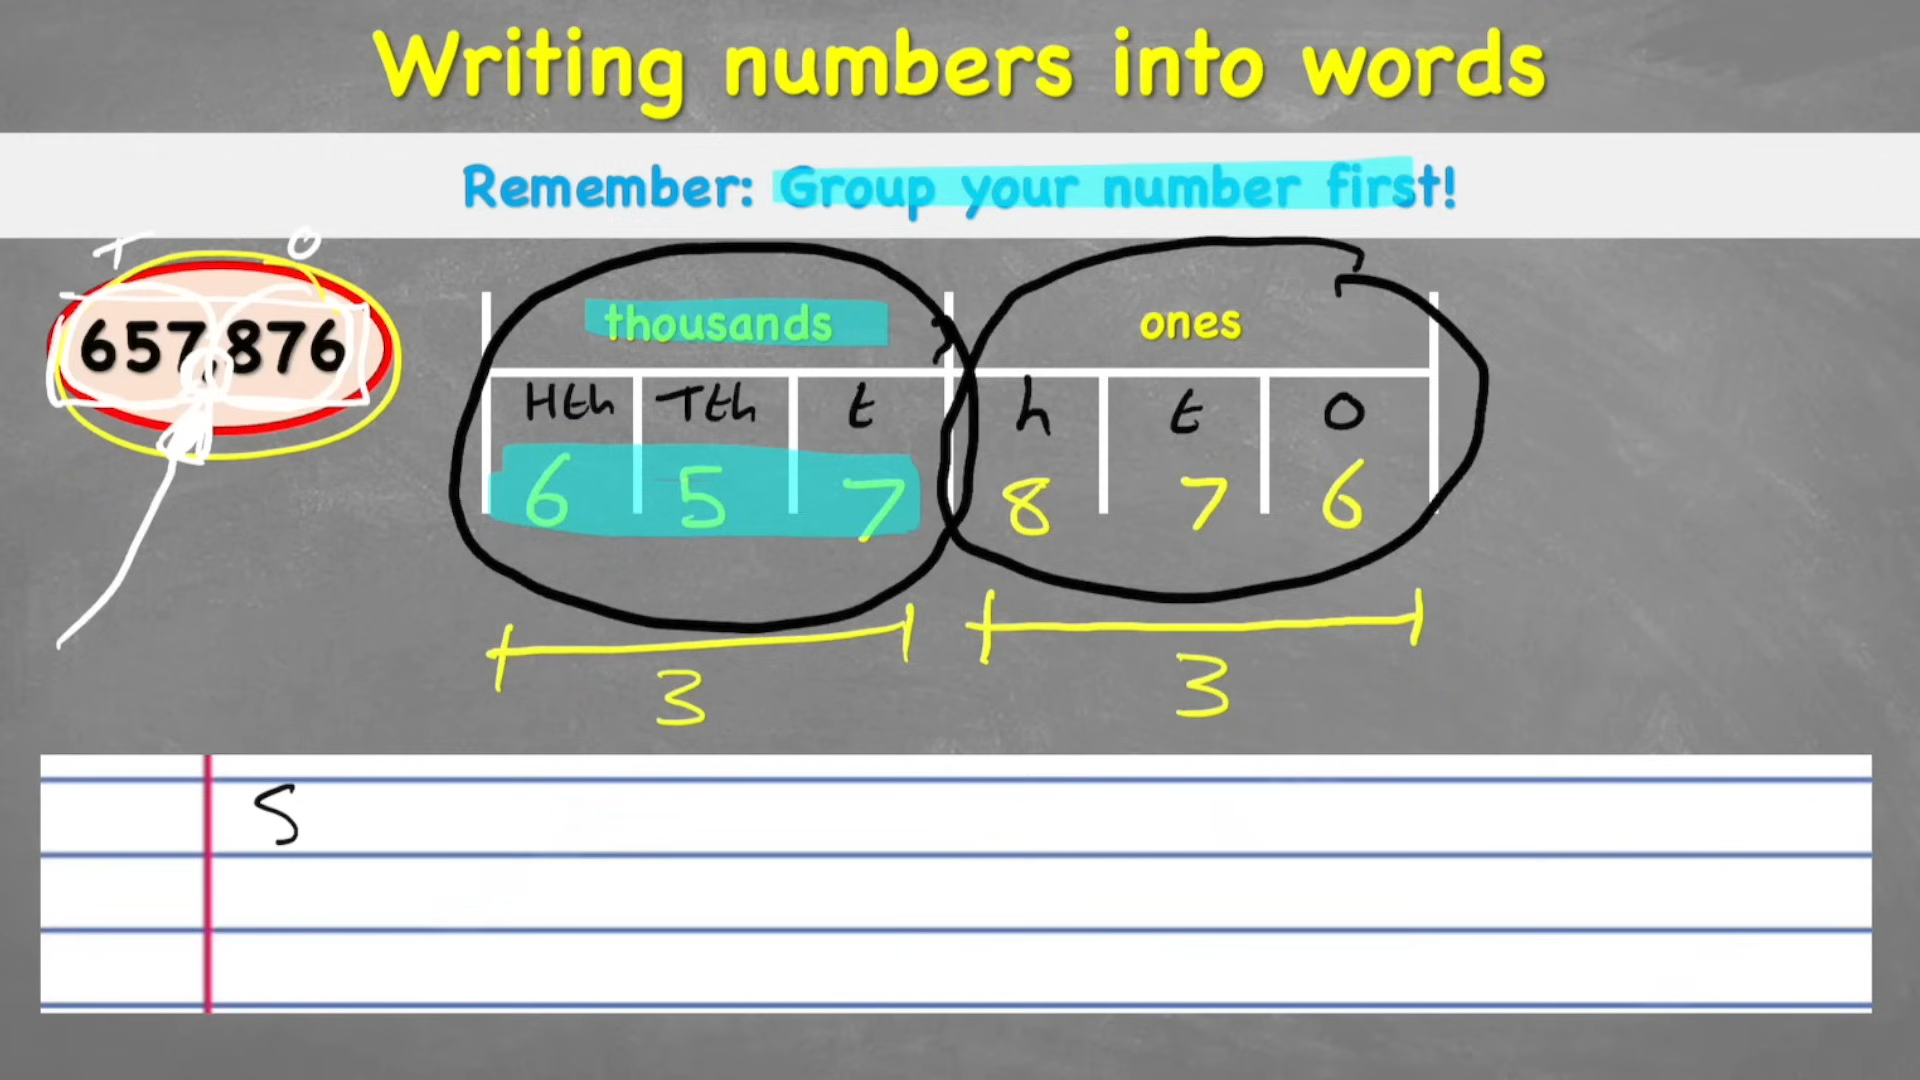 Writing numbers into words
Remember: Group your number first!
T O
657,876
thousands ones
Hth Tth t h t O
6 5 7 8 7 6
3 3
S